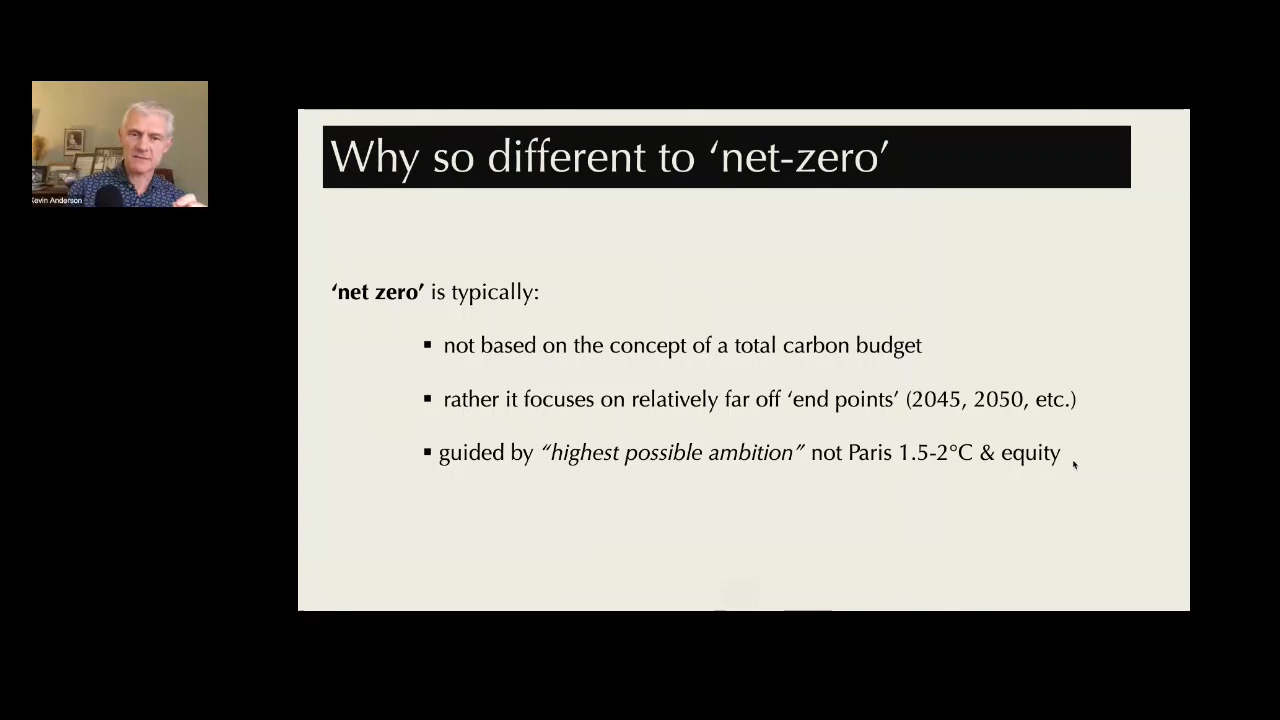 Why so different to ‘net-zero’
Kevin Anderson
‘net zero’ is typically:
▪ not based on the concept of a total carbon budget
▪ rather it focuses on relatively far off ‘end points’ (2045, 2050, etc.)
▪ guided by “highest possible ambition” not Paris 1.5-2°C & equity